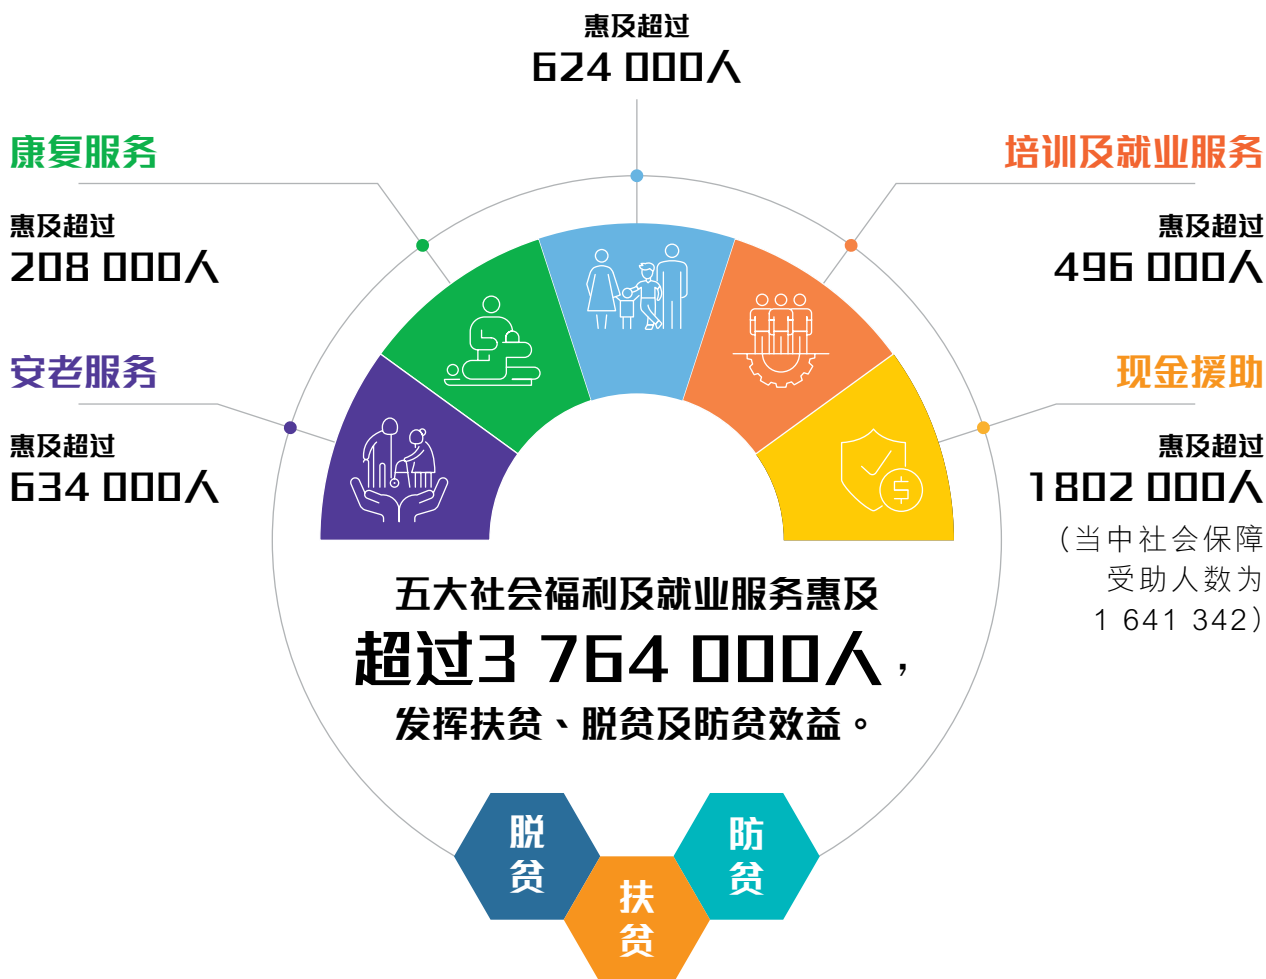 惠及超过
624 000人
康复服务
惠及超过
208 000人
安老服务
惠及超过
634 000人
培训及就业服务
惠及超过
496 000人
现金援助
惠及超过
1802 000人
（当中社会保障
受助人数为
1 641 342）
五大社会福利及就业服务惠及
超过3 764 000人，
发挥扶贫、脱贫及防贫效益。
脱
贫
扶
贫
防
贫